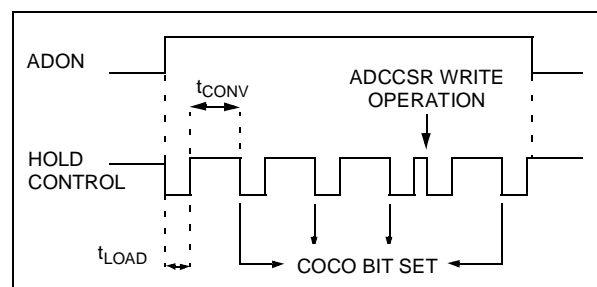 ADON
tCONV
ADCCSR WRITE
OPERATION
HOLD
CONTROL
tLOAD
COCO BIT SET